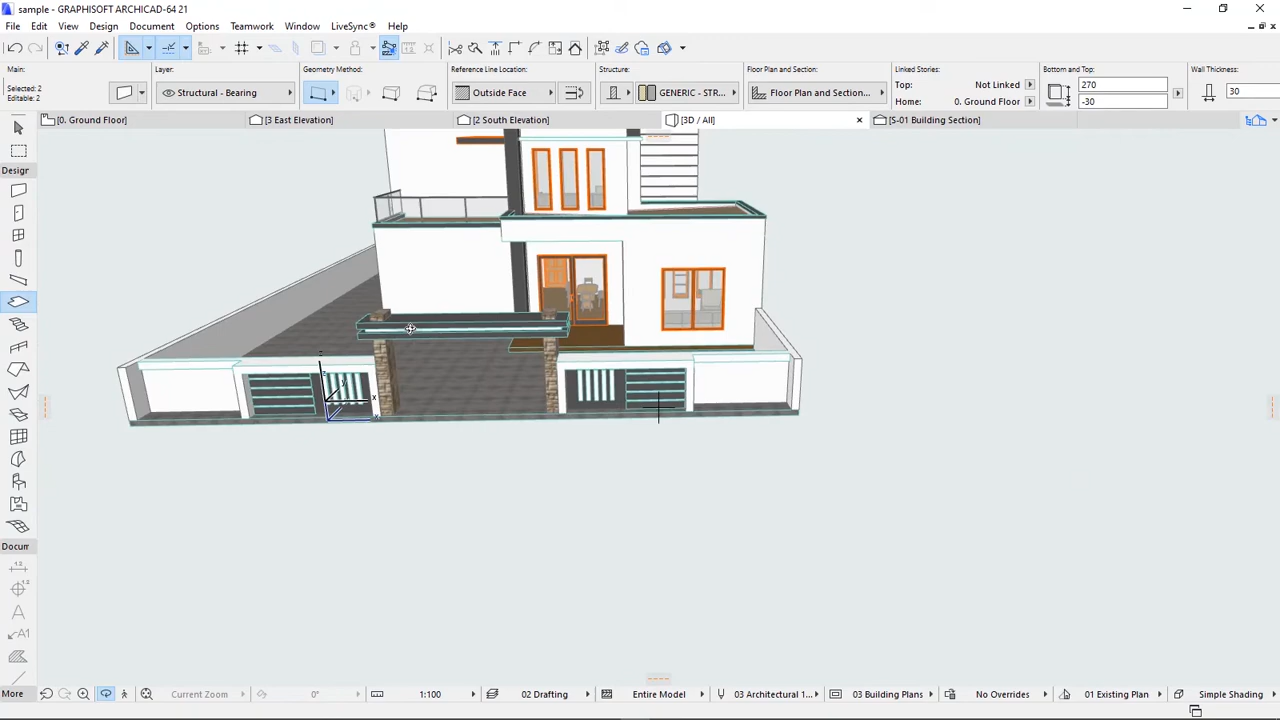 sample - GRAPHISOFT ARCHICAD-64 21
File Edit View Design Document Options Teamwork Window LiveSync® Help
Main: Layer: Geometry Method: Reference Line Location: Structure: Floor Plan and Section: Linked Stories: Bottom and Top: Wall Thickness:
Selected: 2
Editable: 2
Structural - Bearing
Outside Face
GENERIC - STR...
Floor Plan and Section...
Top: Not Linked
Home: 0. Ground Floor
270
-30
30
[0. Ground Floor] [3 East Elevation] [2 South Elevation] [3D / All] [S-01 Building Section]
Design
x
Docum
1.2
A
A1
More
Current Zoom
0°
1:100
02 Drafting
Entire Model
03 Architectural 1...
03 Building Plans
No Overrides
01 Existing Plan
Simple Shading